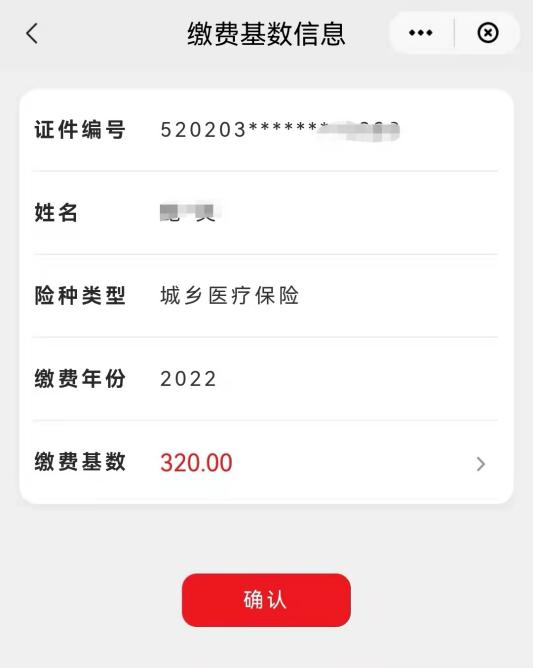 缴费基数信息
证件编号 520203*******
姓名
险种类型 城乡医疗保险
缴费年份 2022
缴费基数 320.00
确认